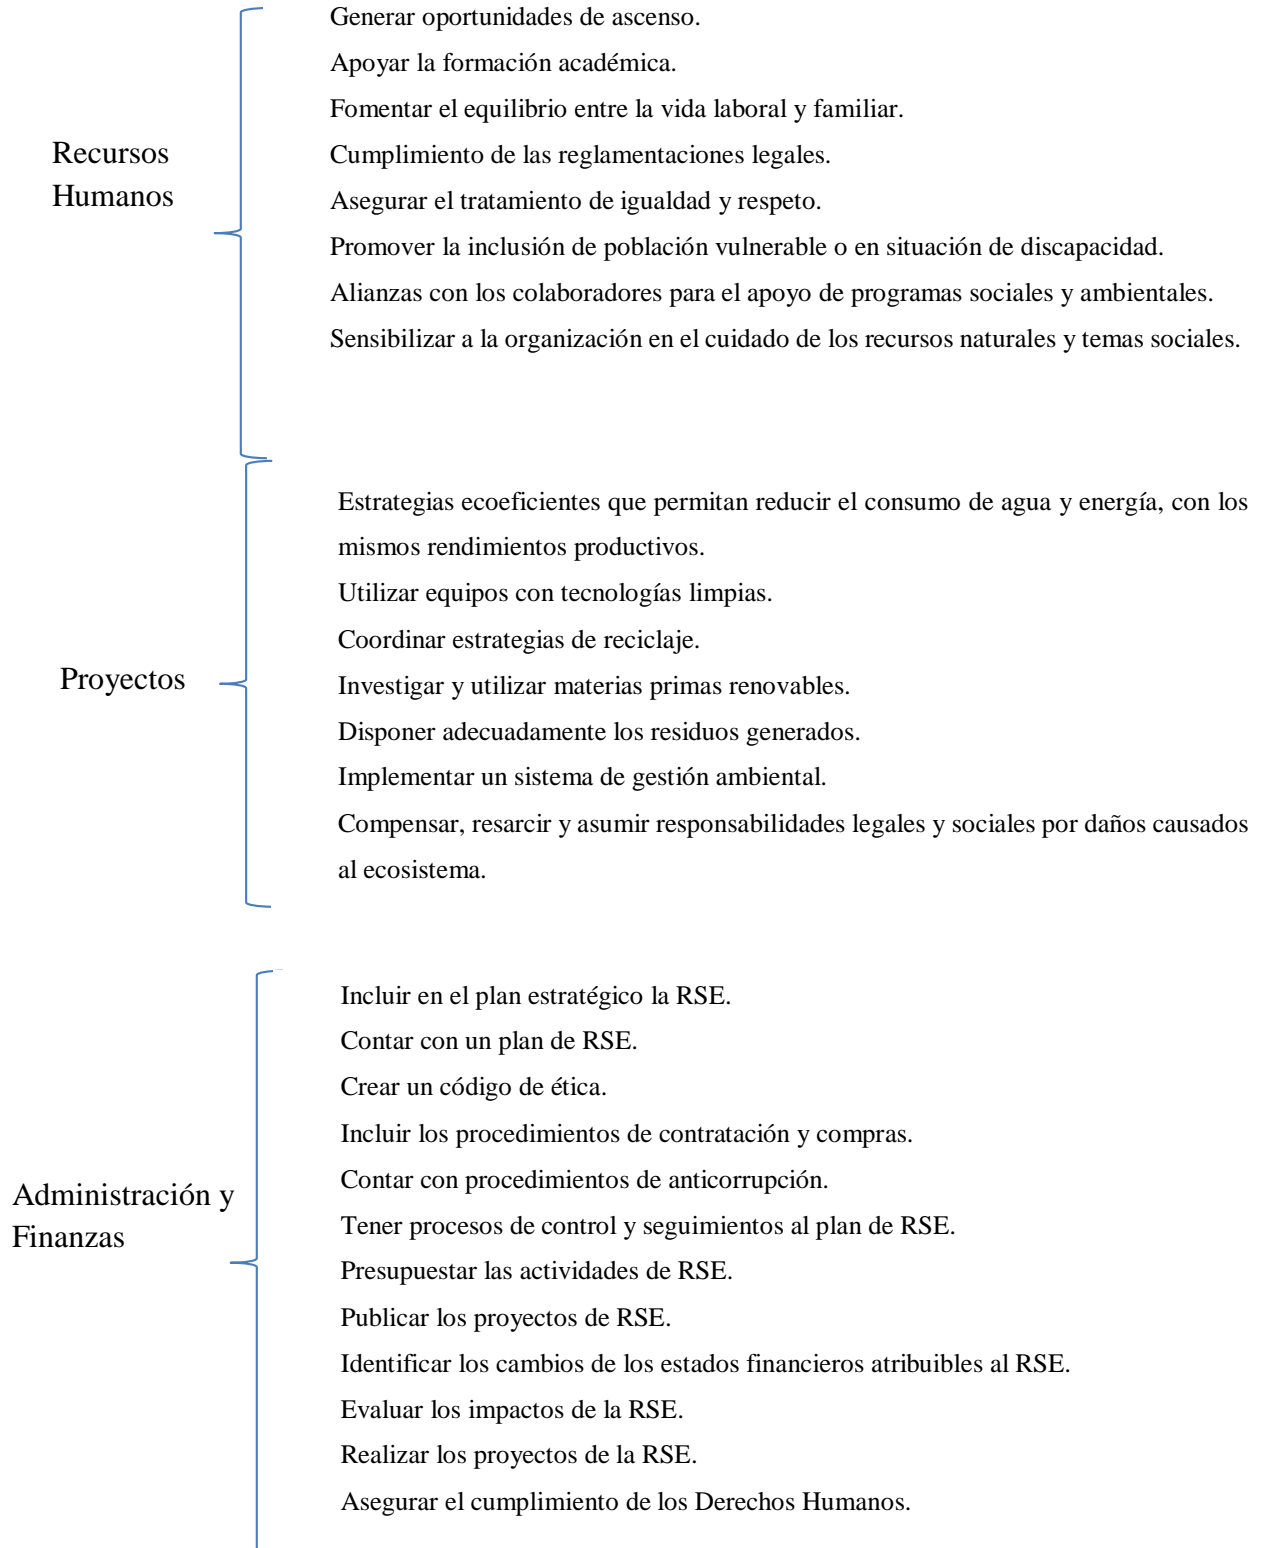 Generar oportunidades de ascenso.
Apoyar la formación académica.
Fomentar el equilibrio entre la vida laboral y familiar.
Recursos
Humanos
Cumplimiento de las reglamentaciones legales.
Asegurar el tratamiento de igualdad y respeto.
Promover la inclusión de población vulnerable o en situación de discapacidad.
Alianzas con los colaboradores para el apoyo de programas sociales y ambientales.
Sensibilizar a la organización en el cuidado de los recursos naturales y temas sociales.
Estrategias ecoeficientes que permitan reducir el consumo de agua y energía, con los
mismos rendimientos productivos.
Utilizar equipos con tecnologías limpias.
Coordinar estrategias de reciclaje.
Proyectos
Investigar y utilizar materias primas renovables.
Disponer adecuadamente los residuos generados.
Implementar un sistema de gestión ambiental.
Compensar, resarcir y asumir responsabilidades legales y sociales por daños causados
al ecosistema.
Incluir en el plan estratégico la RSE.
Contar con un plan de RSE.
Crear un código de ética.
Incluir los procedimientos de contratación y compras.
Contar con procedimientos de anticorrupción.
Administración y
Finanzas
Tener procesos de control y seguimientos al plan de RSE.
Presupuestar las actividades de RSE.
Publicar los proyectos de RSE.
Identificar los cambios de los estados financieros atribuibles al RSE.
Evaluar los impactos de la RSE.
Realizar los proyectos de la RSE.
Asegurar el cumplimiento de los Derechos Humanos.